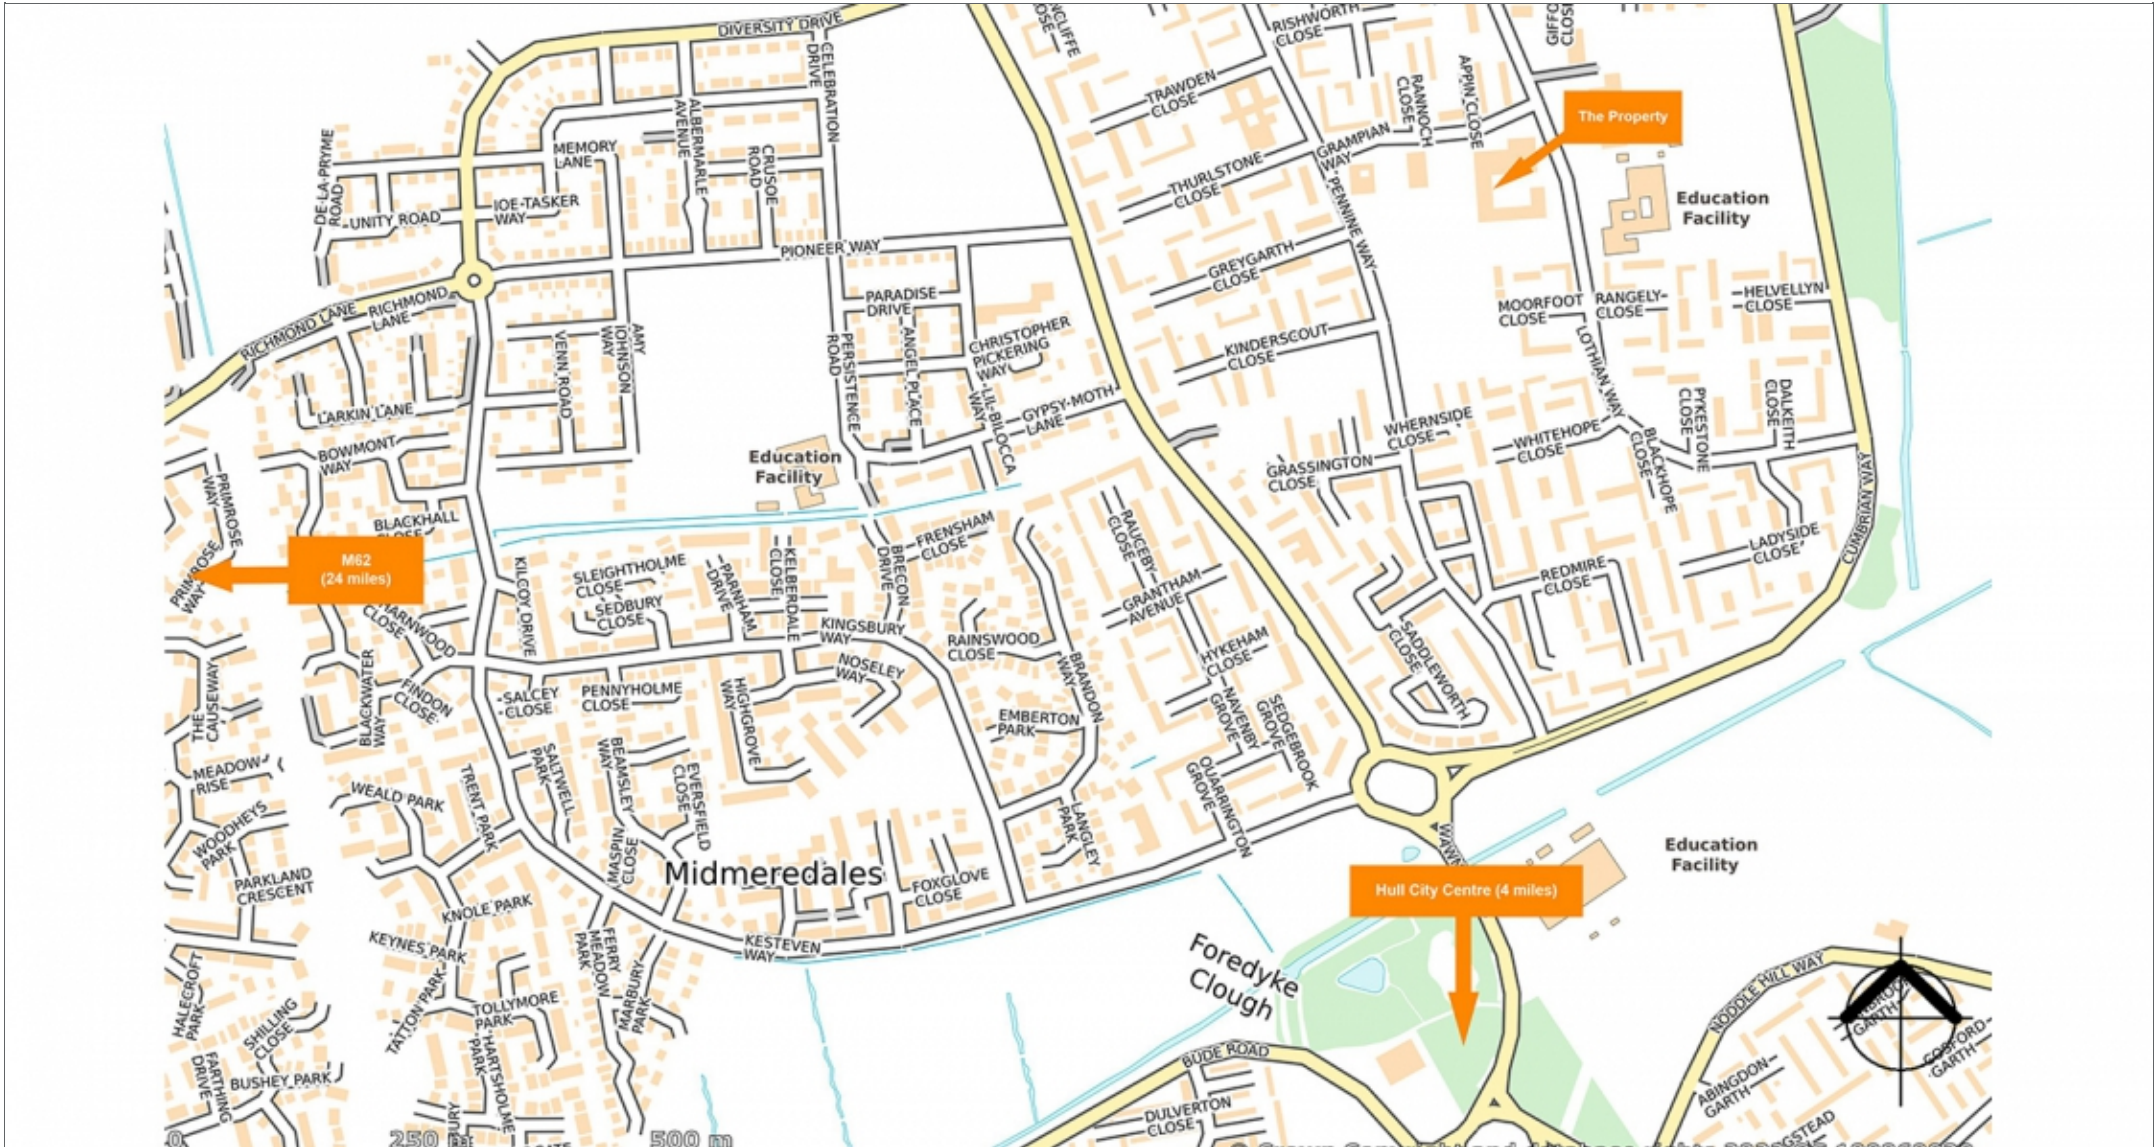 DIVERSITY DRIVE
CELEBRATION
DRIVE
RISHWORTH
CLOSE
TRAWDEN
CLOSE
RANNOCH
CLOSE
APPIN CLOSE
The Property
DE-LA-PRYME
ROAD
MEMORY
LANE
ALBERMARLE
AVENUE
CRUSOE
ROAD
UNITY ROAD
JOE-TASKER
WAY
PIONEER WAY
THURLSTONE
CLOSE
GRAMPIAN
WAY
PENNINE WAY
Education
Facility
GREYGARTH
CLOSE
RICHMOND LANE
RICHMOND
LANE
PARADISE
DRIVE
ANGEL PLACE
CHRISTOPHER
PICKERING
WAY
PERSISTENCE
ROAD
VENN ROAD
AMY
JOHNSON
WAY
KINDERSCOUT
CLOSE
MOORFOOT
CLOSE
RANGELY
CLOSE
HELVELLYN
CLOSE
LOTHIAN WAY
LARKIN LANE
BOWMONT
WAY
LIL-BILOCCA
WAY
GYPSY-MOTH
LANE
Education
Facility
WHERNSIDE
CLOSE
GRASSINGTON
CLOSE
WHITEHOPE
CLOSE
BLACKHOPE
CLOSE
PYKESTONE
CLOSE
DALKEITH
CLOSE
CUMBRIAN WAY
PRIMROSE
WAY
PRIMROSE
WAY
BLACKHALL
CLOSE
M62
(24 miles)
HARNWOOD
CLOSE
KILCOY DRIVE
SLEIGHTHOLME
CLOSE
SEDBURY
CLOSE
PARNHAM
DRIVE
KELBERDALE
CLOSE
BRECON
DRIVE
FRENSHAM
CLOSE
RAUCEBY
CLOSE
GRANTHAM
AVENUE
REDMIRE
CLOSE
LADYSIDE
CLOSE
KINGSBURY
WAY
NOSELEY
WAY
RAINSWOOD
CLOSE
BRANDON
WAY
HYKEHAM
CLOSE
SADDLEWORTH
CLOSE
THE
CAUSEWAY
BLACKWATER
WAY
FINDON
CLOSE
SALCEY
CLOSE
PENNYHOLME
CLOSE
HIGHGROVE
WAY
EMBERTON
PARK
NAVENBY
GROVE
SEDGEBROOK
GROVE
QUARRINGTON
GROVE
MEADOW
RISE
WEALD PARK
TRENT PARK
SALTWELL
PARK
BEAMSLEY
WAY
EVERSFIELD
CLOSE
LANGLEY
PARK
WOODHEYS
PARK
MASPIN
CLOSE
Midmeredales
FOXGLOVE
CLOSE
WAWN
Education
Facility
Hull City Centre (4 miles)
PARKLAND
CRESCENT
KNOLE PARK
KEYNES PARK
FERRY
MEADOW
PARK
KESTEVEN
WAY
MARBURY
PARK
Foredyke
Clough
NODDLE HILL WAY
HALECROFT
PARK
TATTON PARK
TOLLYMORE
PARK
SHILLING
CLOSE
HARTSHOLME
PARK
FARTHING
DRIVE
BUSHEY PARK
BUDE ROAD
DULVERTON
CLOSE
ABINGDON
GARTH
GARTH
COSFORD
GARTH
0
250 m
500 m